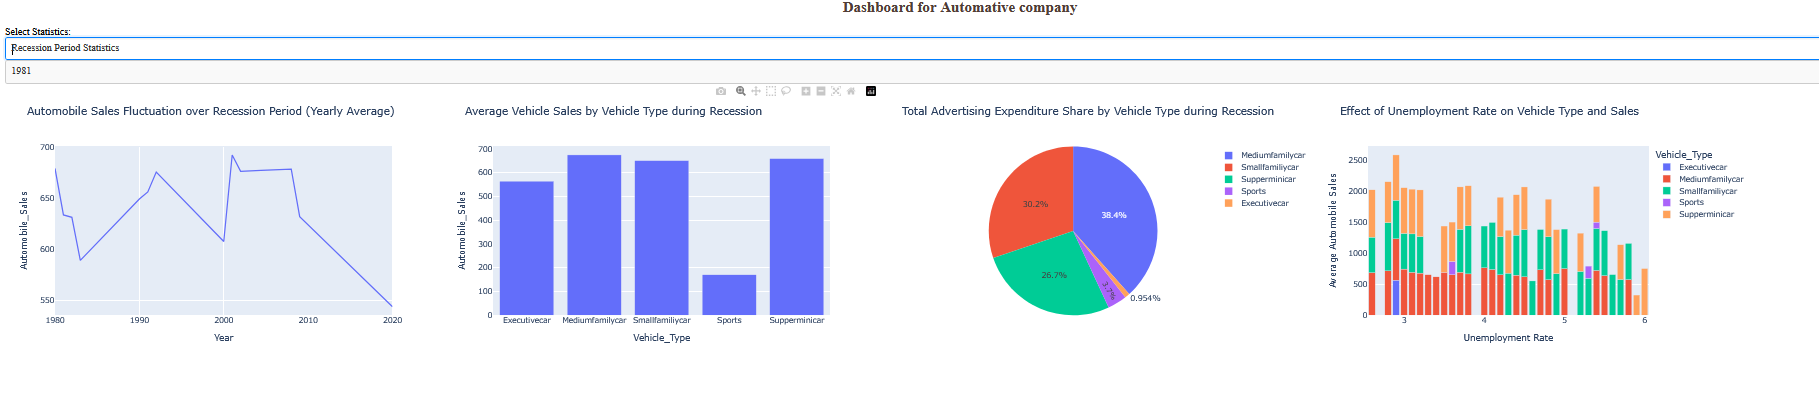 Dashboard for Automative company
Select Statistics:
Recession Period Statistics
1981
Automobile Sales Fluctuation over Recession Period (Yearly Average)
700
650
600
550
Automobile_Sales
1980
1990
2000
2010
2020
Year
Average Vehicle Sales by Vehicle Type during Recession
700
600
500
400
300
200
100
0
Automobile_Sales
Executivecar
Mediumfamilycar
Smallfamiliycar
Sports
Supperminicar
Vehicle_Type
Total Advertising Expenditure Share by Vehicle Type during Recession
38.4%
30.2%
26.7%
3.7%
0.954%
Mediumfamilycar
Smallfamiliycar
Supperminicar
Sports
Executivecar
Effect of Unemployment Rate on Vehicle Type and Sales
2500
2000
1500
1000
500
0
Average Automobile Sales
3
4
5
6
Unemployment Rate
Vehicle_Type
Executivecar
Mediumfamilycar
Smallfamiliycar
Sports
Supperminicar